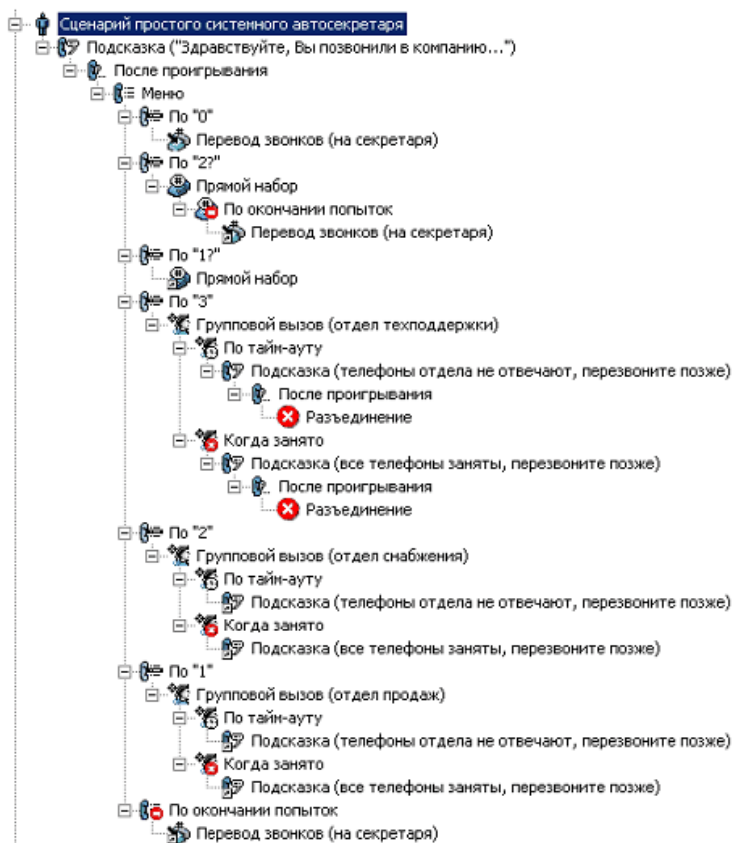 Сценарий простого системного автосекретаря
Подсказка ("Здравствуйте, Вы позвонили в компанию...")
После проигрывания
Меню
По "0"
Перевод звонков (на секретаря)
По "2?"
Прямой набор
По окончании попыток
Перевод звонков (на секретаря)
По "1?"
Прямой набор
По "3"
Групповой вызов (отдел техподдержки)
По тайм-ауту
Подсказка (телефоны отдела не отвечают, перезвоните позже)
После проигрывания
Разъединение
Когда занято
Подсказка (все телефоны заняты, перезвоните позже)
После проигрывания
Разъединение
По "2"
Групповой вызов (отдел снабжения)
По тайм-ауту
Подсказка (телефоны отдела не отвечают, перезвоните позже)
Когда занято
Подсказка (все телефоны заняты, перезвоните позже)
По "1"
Групповой вызов (отдел продаж)
По тайм-ауту
Подсказка (телефоны отдела не отвечают, перезвоните позже)
Когда занято
Подсказка (все телефоны заняты, перезвоните позже)
По окончании попыток
Перевод звонков (на секретаря)